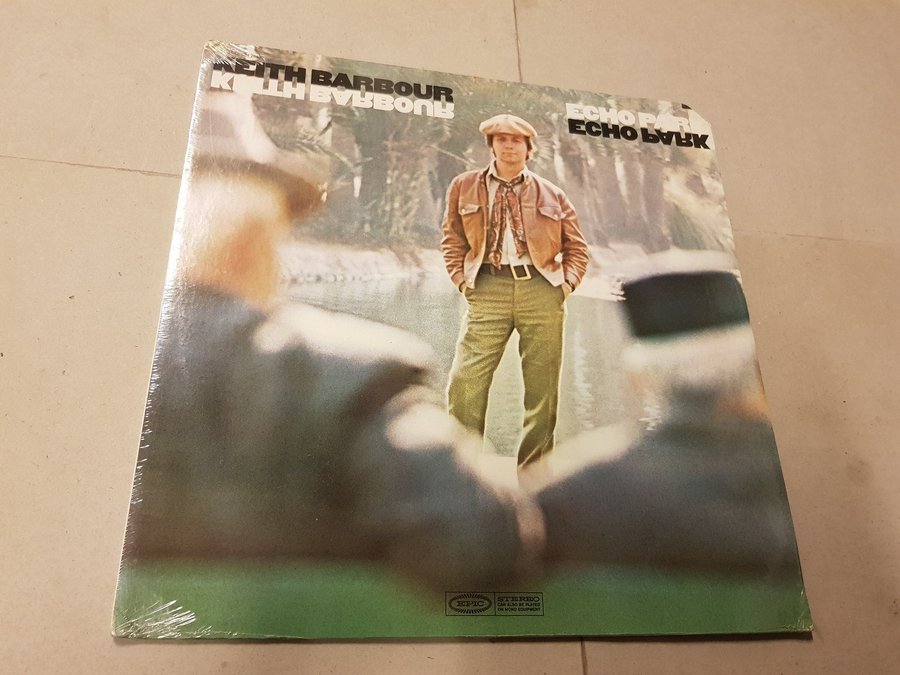 KEITH BARBOUR
KEITH BARBOUR
ECHO PARK
ECHO PARK
EPIC
STEREO
CAN ALSO BE PLAYED
ON MONO EQUIPMENT